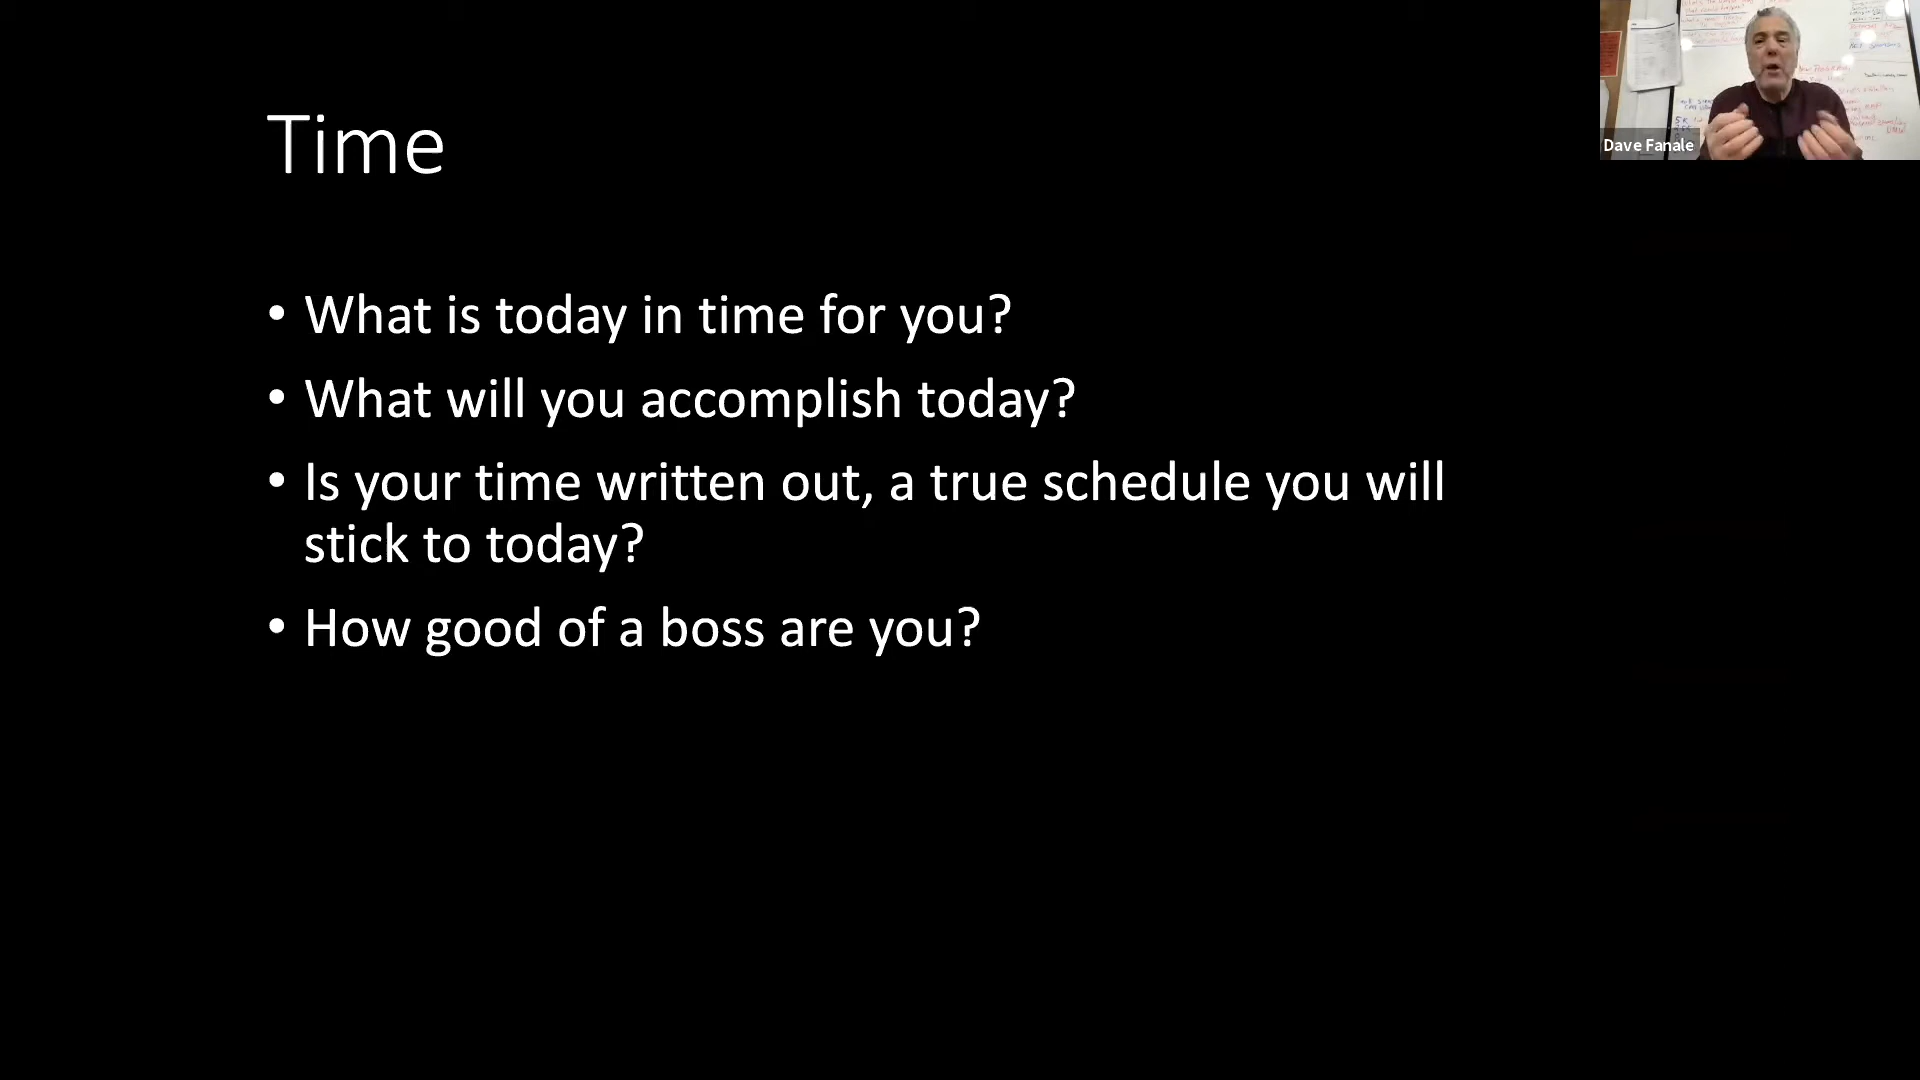 Time
• What is today in time for you?
• What will you accomplish today?
• Is your time written out, a true schedule you will
stick to today?
• How good of a boss are you?
Dave Fanale